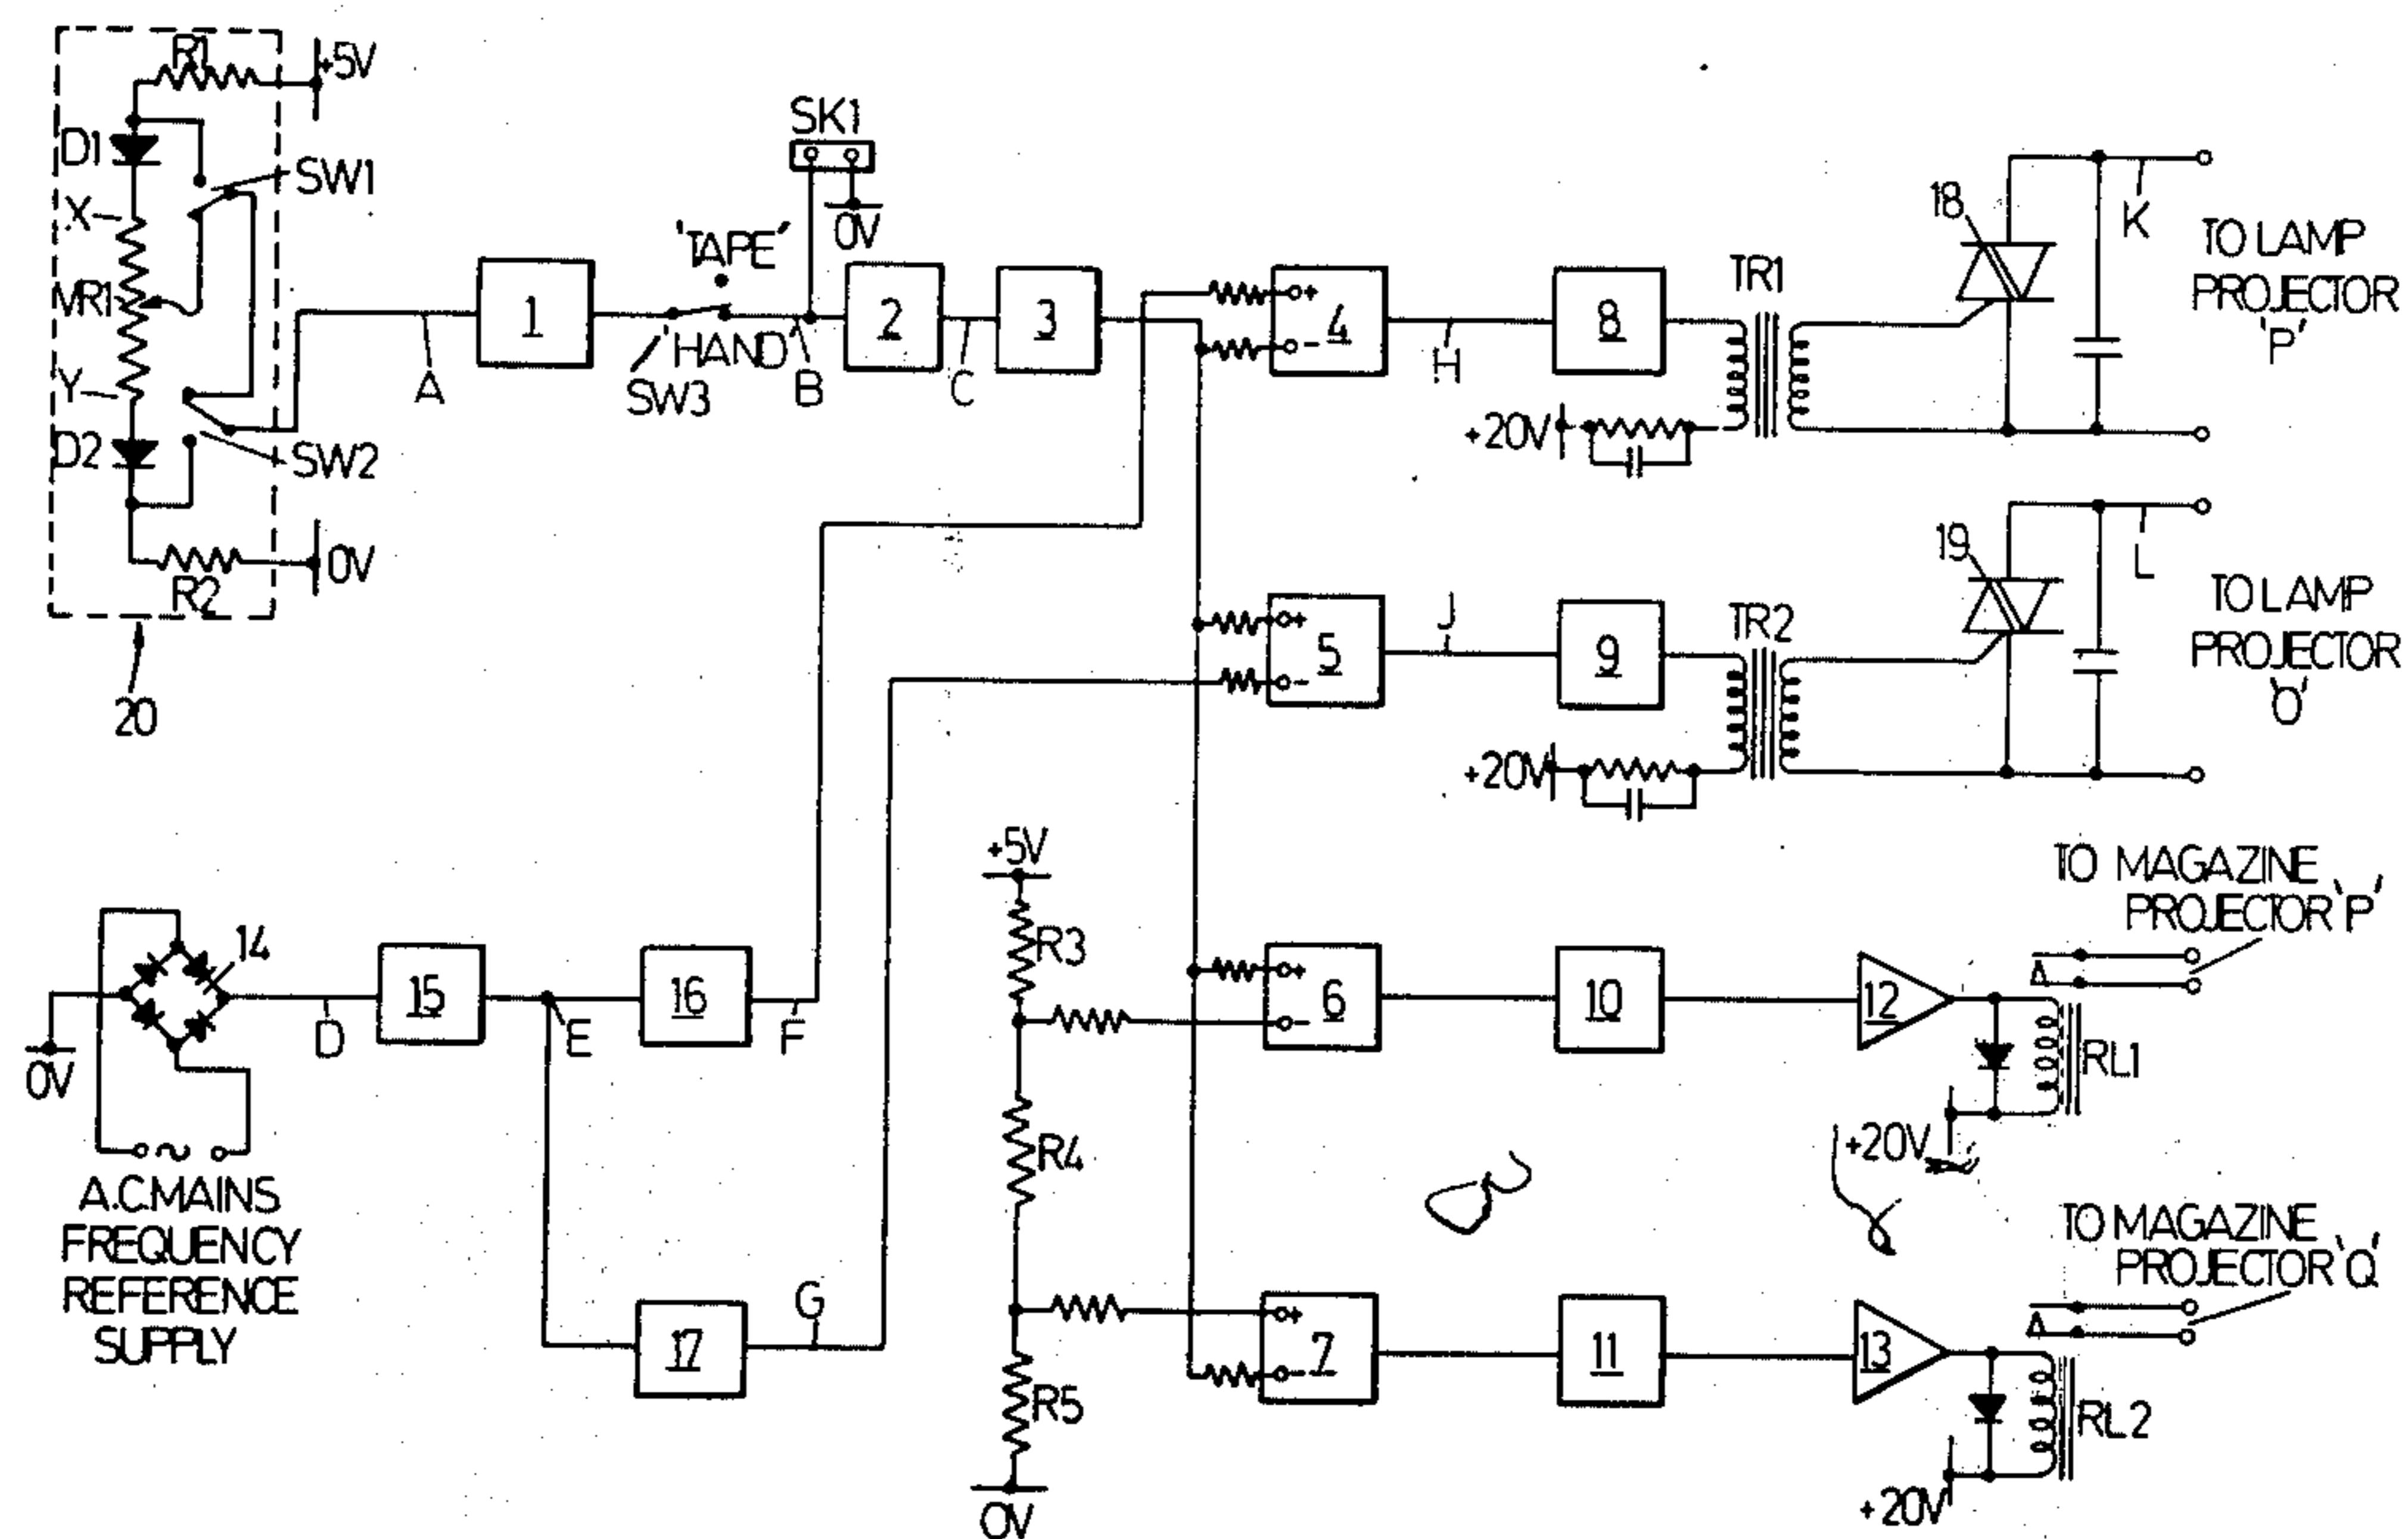 R1
+5V
D1
SW1
X
VR1
Y
D2
SW2
R2
0V
20
A
1
'TAPE'
'HAND'
SW3
SK1
0V
B
2
C
3
+
-
4
H
8
+20V
TR1
18
K
TO LAMP
PROJECTOR
'P'
+
-
5
J
9
+20V
TR2
19
L
TO LAMP
PROJECTOR
'Q'
0V
14
D
A.C.MAINS
FREQUENCY
REFERENCE
SUPPLY
15
E
16
F
17
G
+5V
R3
R4
R5
0V
+
-
6
10
12
RL1
+20V
TO MAGAZINE
PROJECTOR 'P'
+
-
7
11
13
RL2
+20V
TO MAGAZINE
PROJECTOR 'Q'